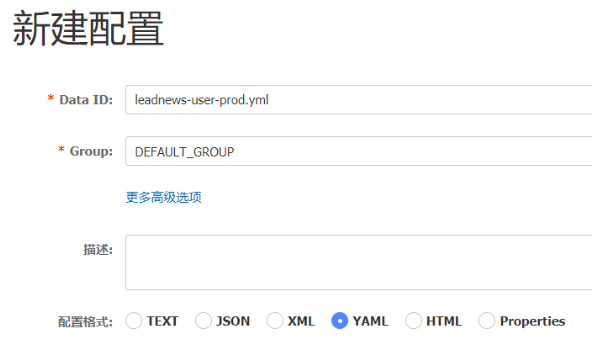 新建配置
* Data ID: leadnews-user-prod.yml
* Group: DEFAULT_GROUP
更多高级选项
描述:
配置格式: TEXT JSON XML YAML HTML Properties